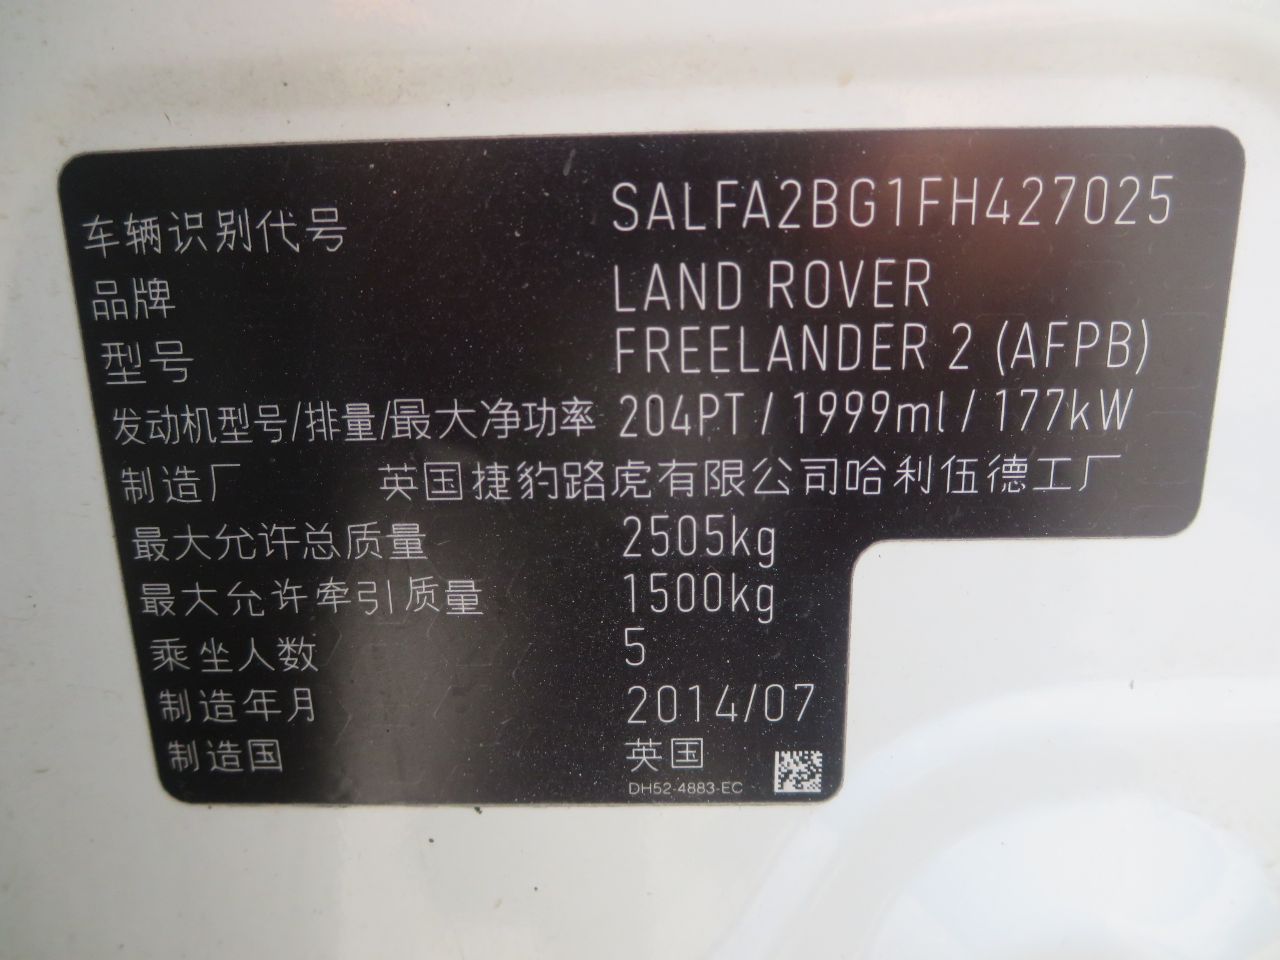 车辆识别代号 SALFA2BG1FH427025
品牌 LAND ROVER
型号 FREELANDER 2 (AFPB)
发动机型号/排量/最大净功率 204PT / 1999ml / 177kW
制造厂 英国捷豹路虎有限公司哈利伍德工厂
最大允许总质量 2505kg
最大允许牵引质量 1500kg
乘坐人数 5
制造年月 2014/07
制造国 英国
DH52-4883-EC